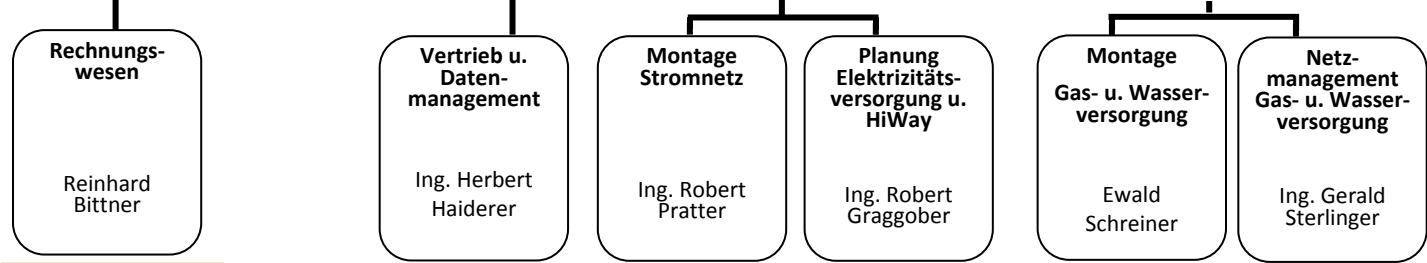 Rechnungs-
wesen
Reinhard
Bittner
Vertrieb u.
Daten-
management
Ing. Herbert
Haiderer
Montage
Stromnetz
Ing. Robert
Pratter
Planung
Elektrizitäts-
versorgung u.
HiWay
Ing. Robert
Graggober
Montage
Gas- u. Wasser-
versorgung
Ewald
Schreiner
Netz-
management
Gas- u. Wasser-
versorgung
Ing. Gerald
Sterlinger